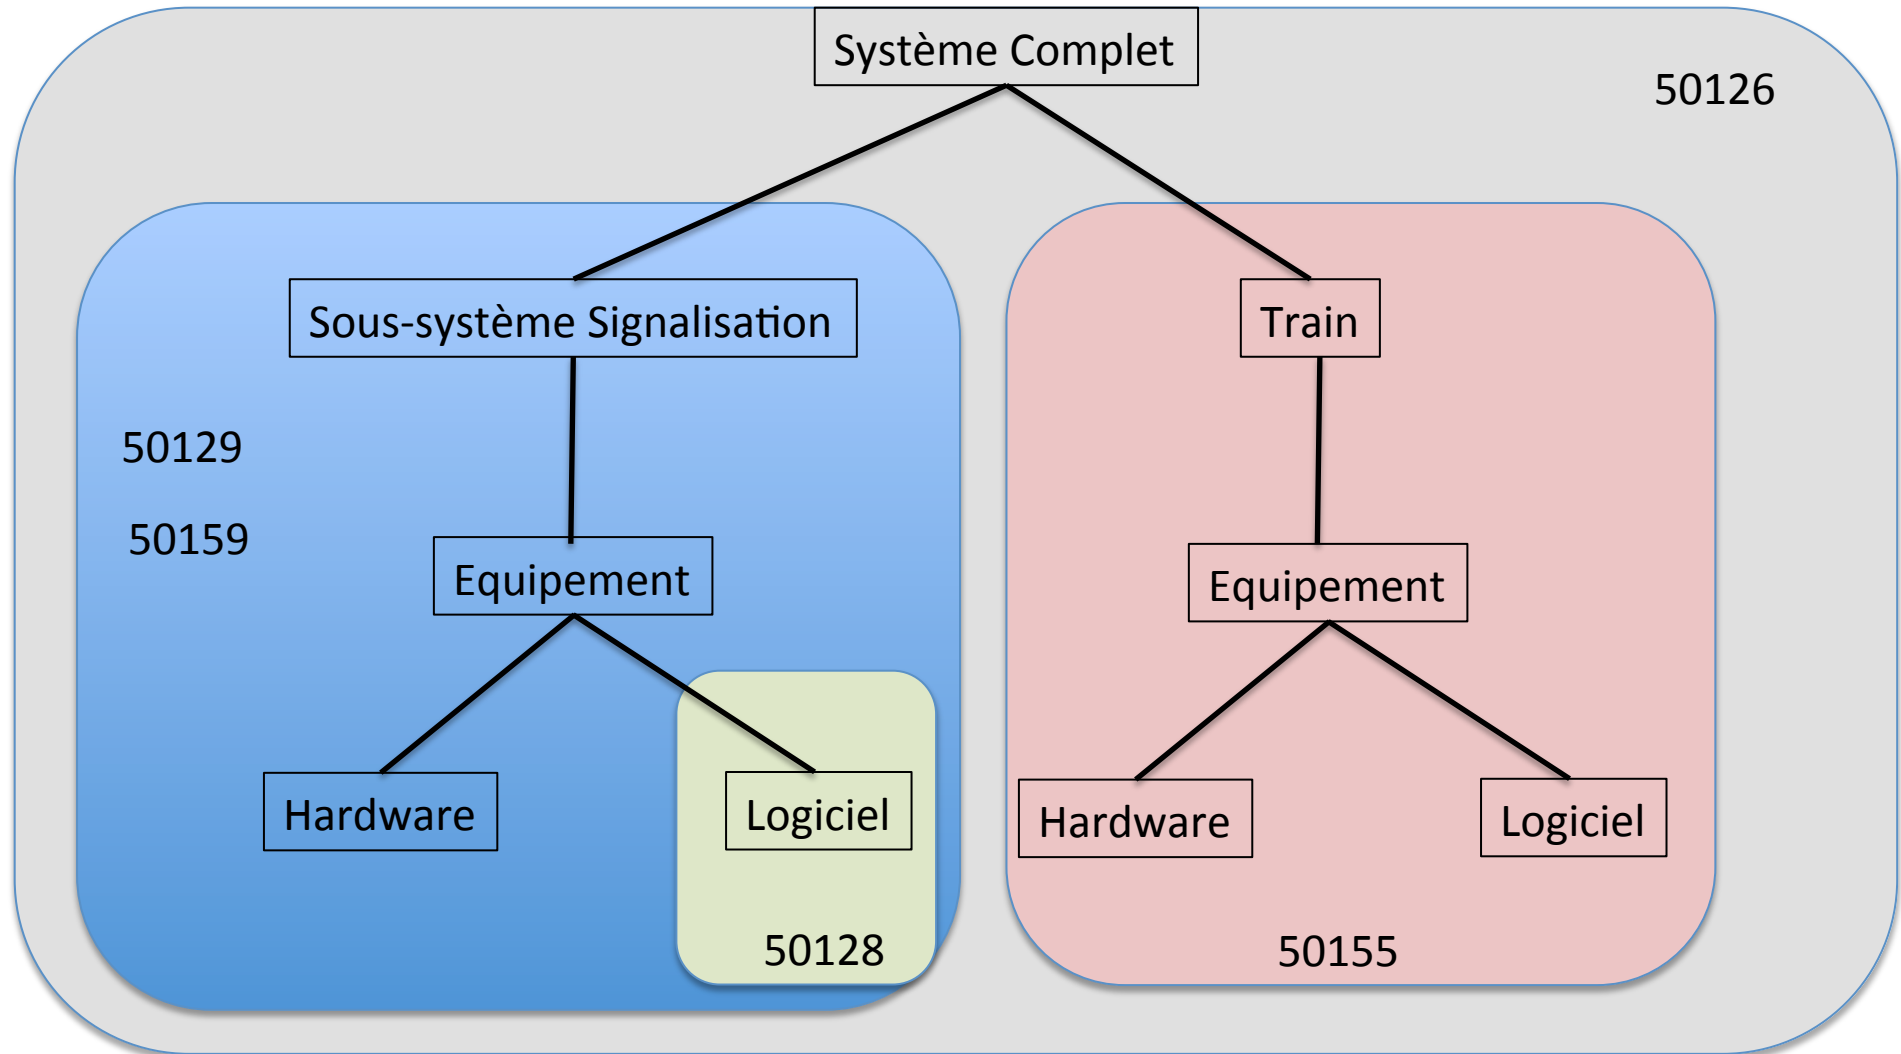 Système Complet
50126
Sous-système Signalisation
Train
50129
50159
Equipement
Equipement
Hardware
Logiciel
Hardware
Logiciel
50128
50155